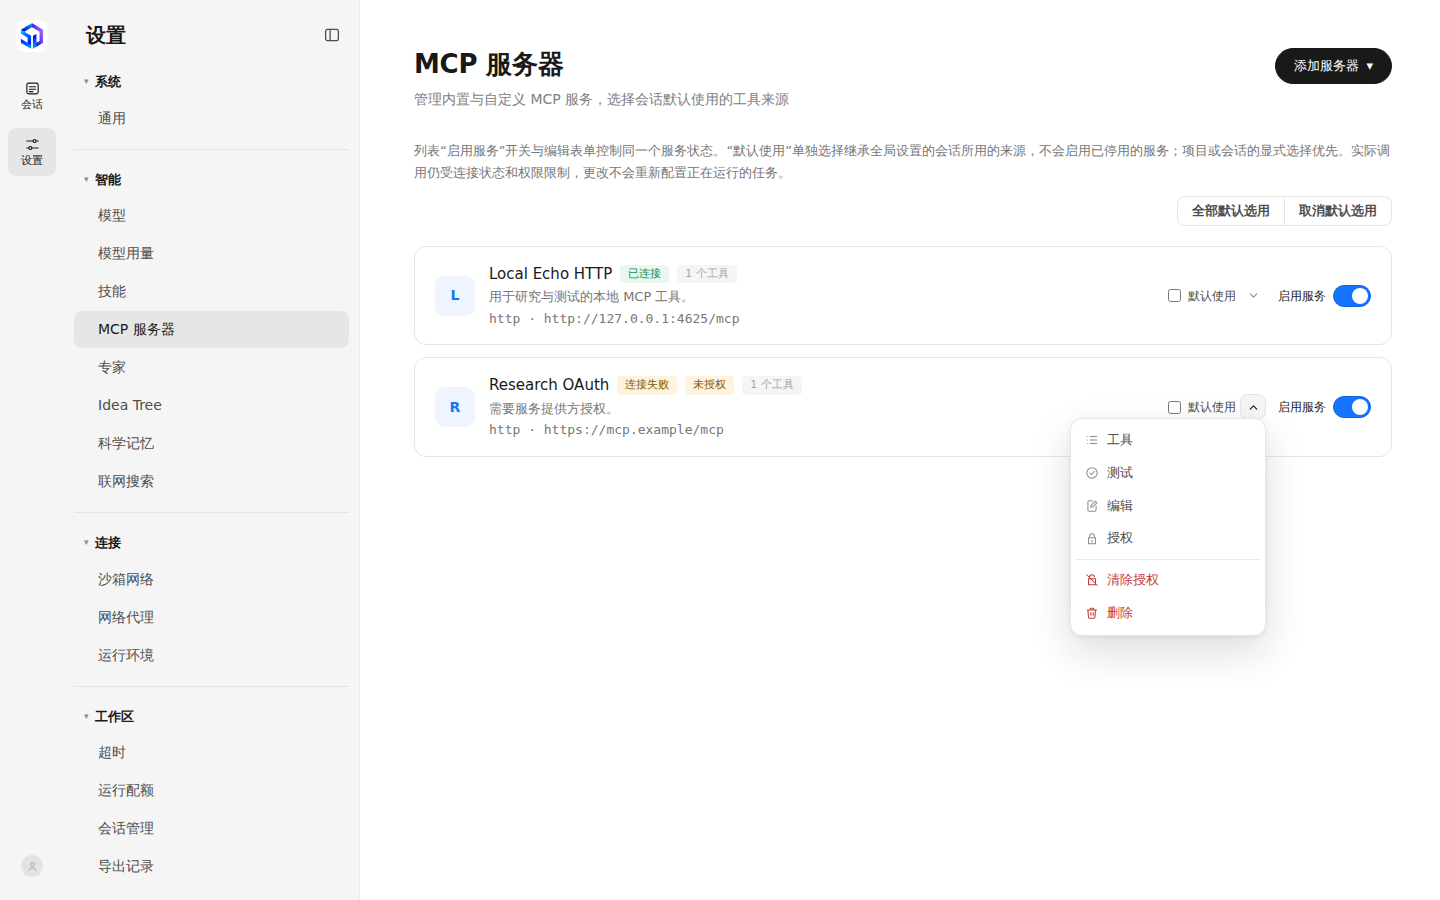 设置
会话
设置
系统
通用
智能
模型
模型用量
技能
MCP 服务器
专家
Idea Tree
科学记忆
联网搜索
连接
沙箱网络
网络代理
运行环境
工作区
超时
运行配额
会话管理
导出记录
MCP 服务器
添加服务器 ▾
管理内置与自定义 MCP 服务，选择会话默认使用的工具来源
列表“启用服务”开关与编辑表单控制同一个服务状态。“默认使用”单独选择继承全局设置的会话所用的来源，不会启用已停用的服务；项目或会话的显式选择优先。实际调
用仍受连接状态和权限限制，更改不会重新配置正在运行的任务。
全部默认选用 取消默认选用
L
Local Echo HTTP 已连接 1 个工具
用于研究与测试的本地 MCP 工具。
http · http://127.0.0.1:4625/mcp
默认使用 启用服务
R
Research OAuth 连接失败 未授权 1 个工具
需要服务提供方授权。
http · https://mcp.example/mcp
默认使用 启用服务
工具
测试
编辑
授权
清除授权
删除